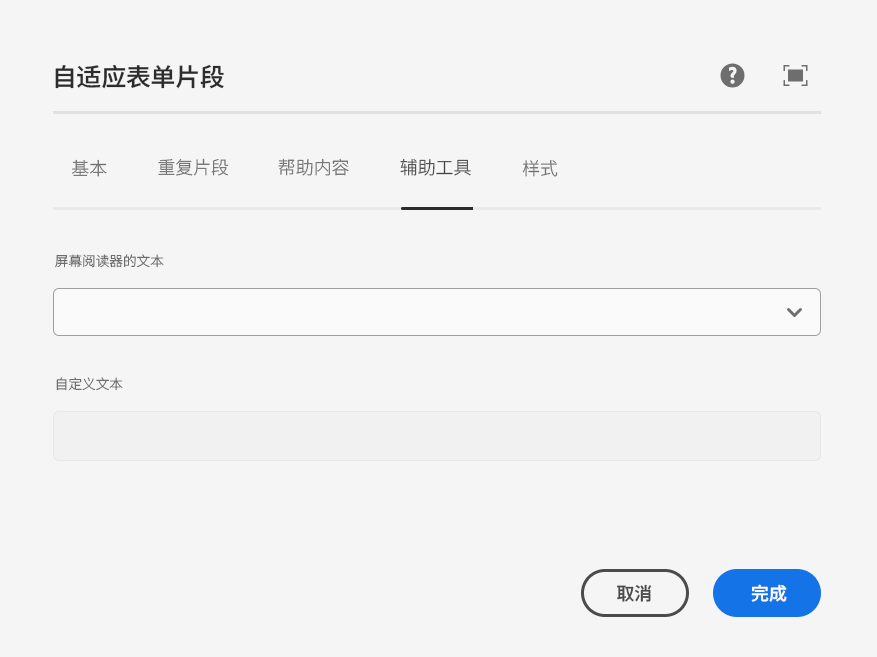 自适应表单片段
基本 重复片段 帮助内容 辅助工具 样式
屏幕阅读器的文本
自定义文本
取消 完成